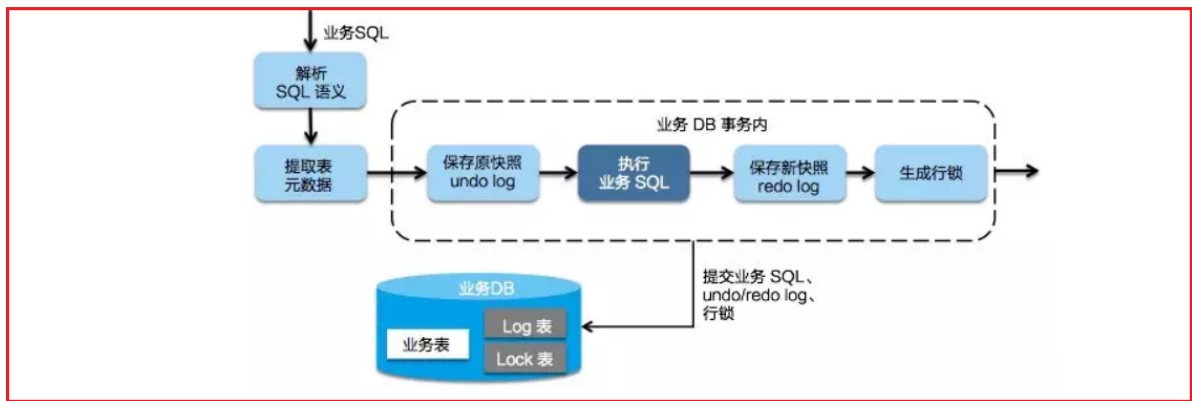 业务SQL
解析
SQL 语义
业务 DB 事务内
提取表
元数据
保存原快照
undo log
执行
业务 SQL
保存新快照
redo log
生成行锁
提交业务 SQL、
undo/redo log、
行锁
业务DB
业务表
Log 表
Lock 表